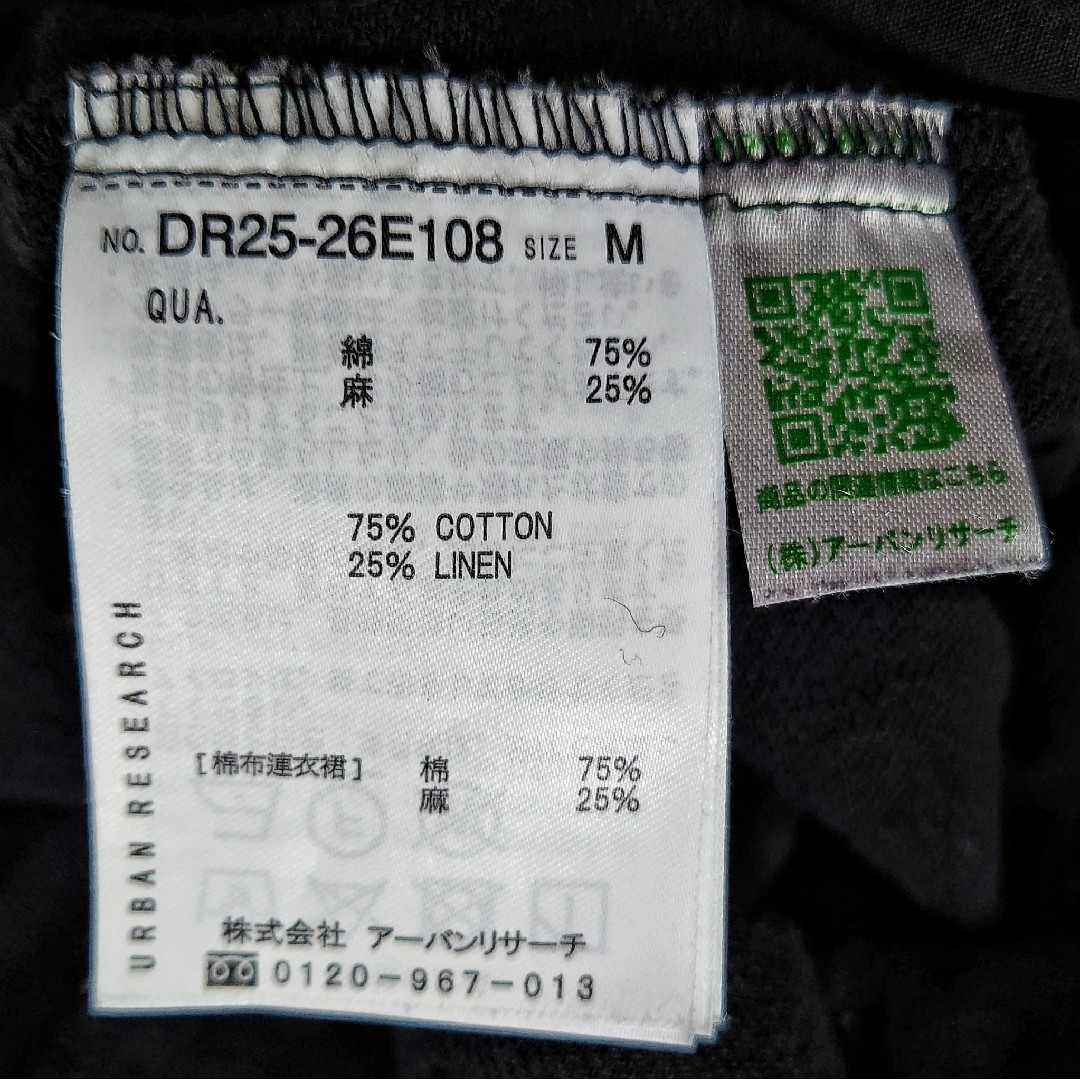 NO. DR25-26E108 SIZE M
QUA.
綿 75%
麻 25%
75% COTTON
25% LINEN
URBAN RESEARCH
[棉布連衣裙] 棉 75%
麻 25%
株式会社 アーバンリサーチ
0120-967-013
商品の関連情報はこちら
(株)アーバンリサーチ